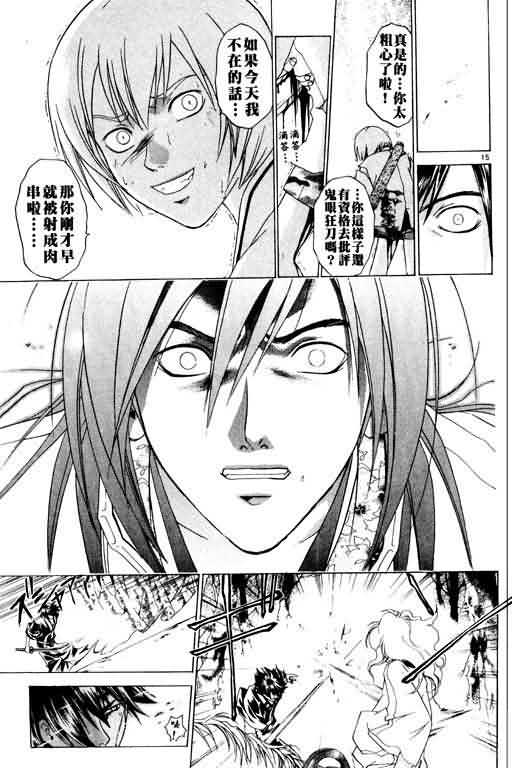 真是的…你太
粗心了啦！
15
…你這樣子還
有資格去批評
鬼眼狂刀嗎？
滴答…
滴答…
如果今天我
不在的話…
那你剛才早
就被射成肉
串啦……